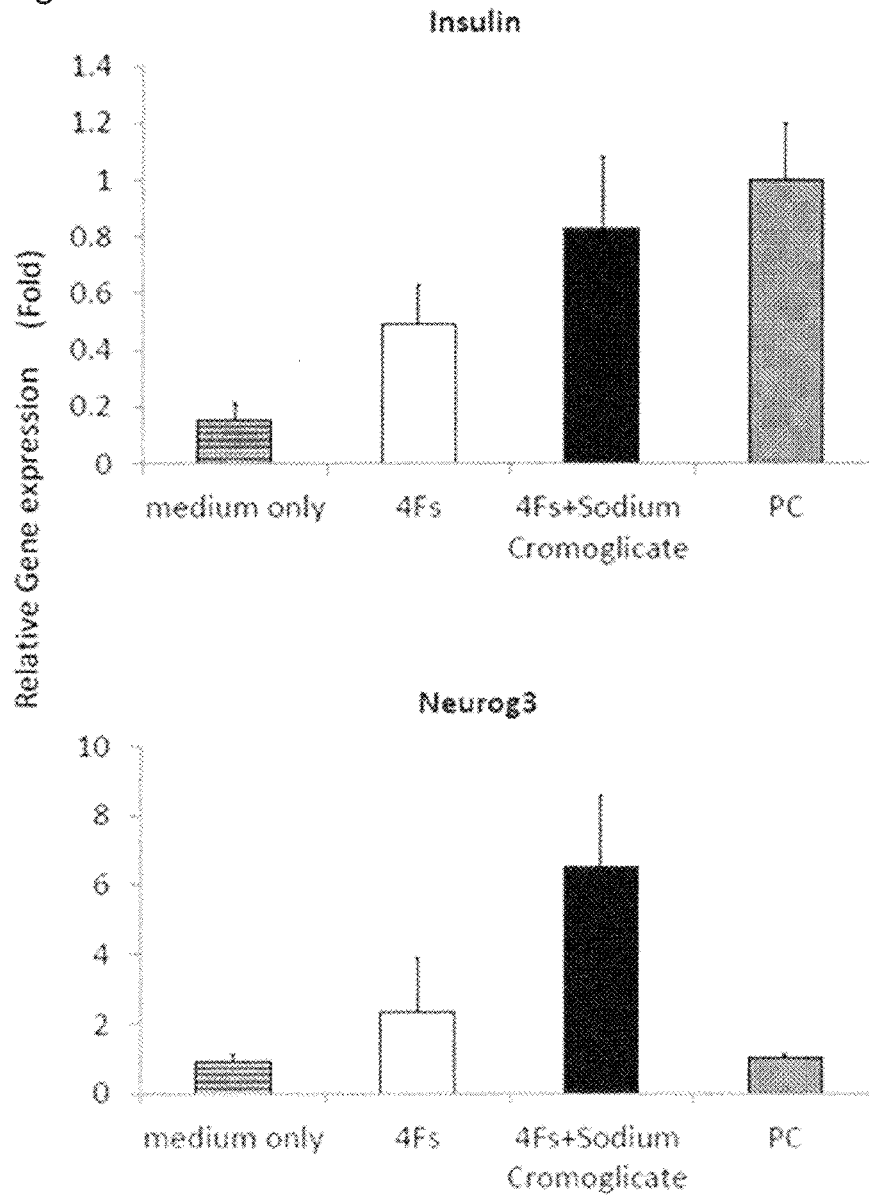 Insulin
1.4
1.2
1
0.8
0.6
0.4
0.2
0
medium only 4Fs 4Fs+Sodium Cromoglicate PC
Relative Gene expression (Fold)
Neurog3
10
8
6
4
2
0
medium only 4Fs 4Fs+Sodium Cromoglicate PC